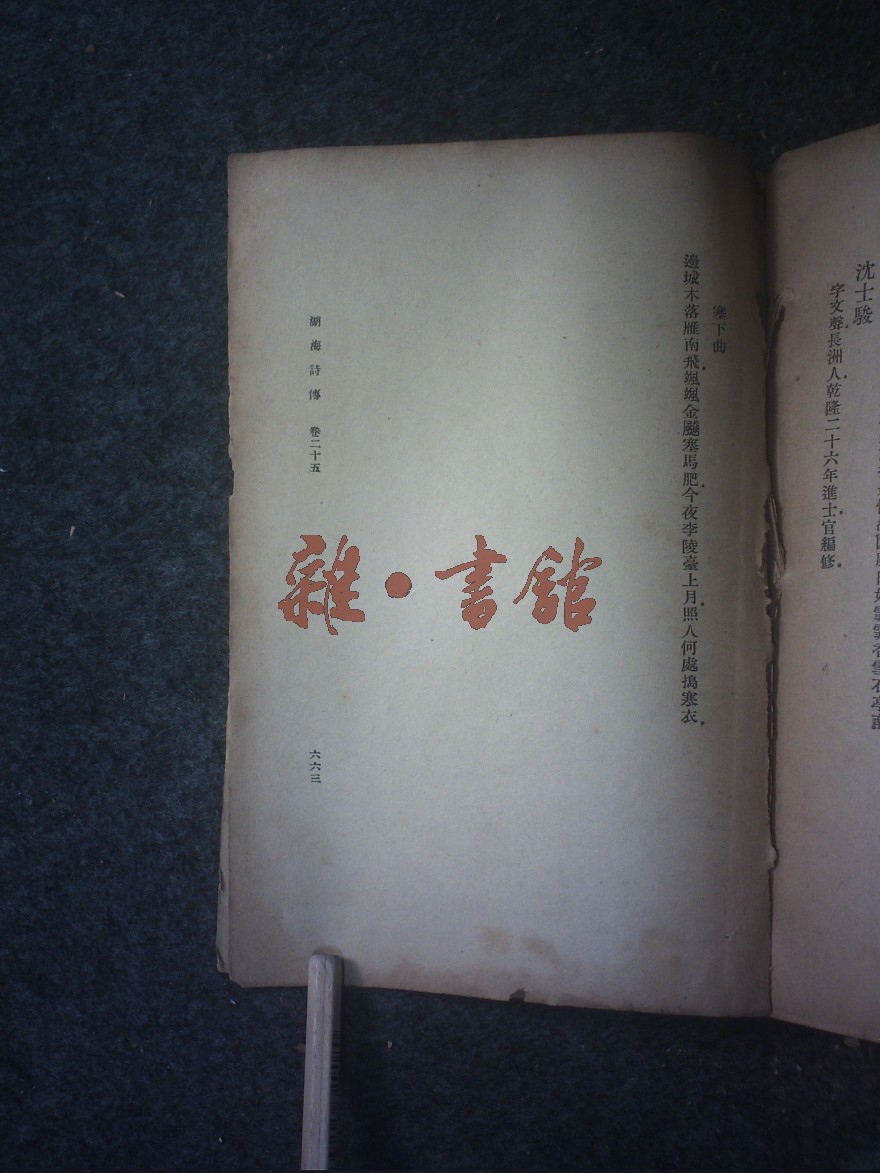 沈士駿
字文聲長洲人乾隆二十六年進士官編修
塞下曲
邊城木落雁南飛颯颯金飈塞馬肥今夜李陵臺上月照人何處搗寒衣
湖海詩傳 卷二十五
六六三
雜·書館